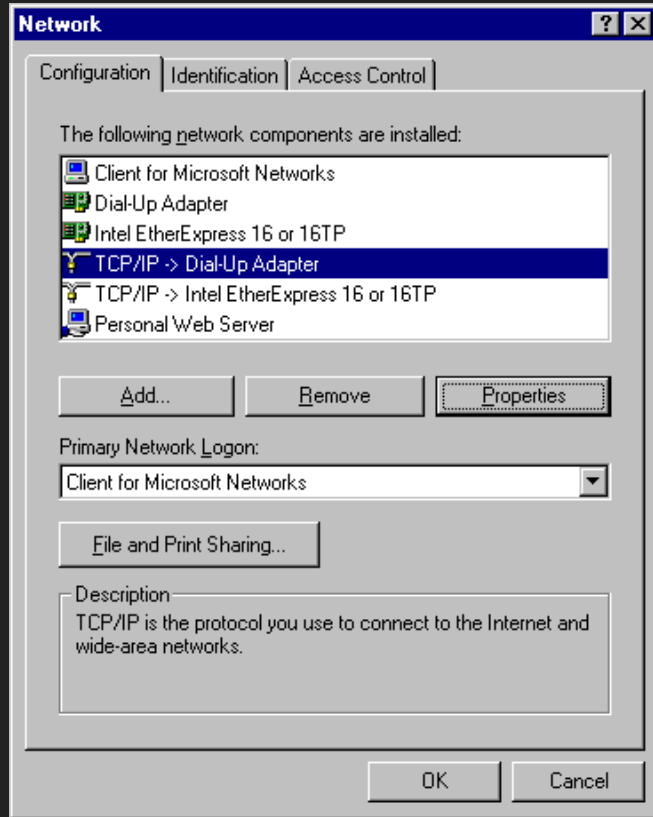 Network
Configuration
Identification
Access Control
The following network components are installed:
Client for Microsoft Networks
Dial-Up Adapter
Intel EtherExpress 16 or 16TP
TCP/IP -> Dial-Up Adapter
TCP/IP -> Intel EtherExpress 16 or 16TP
Personal Web Server
Add...
Remove
Properties
Primary Network Logon:
Client for Microsoft Networks
File and Print Sharing...
Description
TCP/IP is the protocol you use to connect to the Internet and
wide-area networks.
OK
Cancel